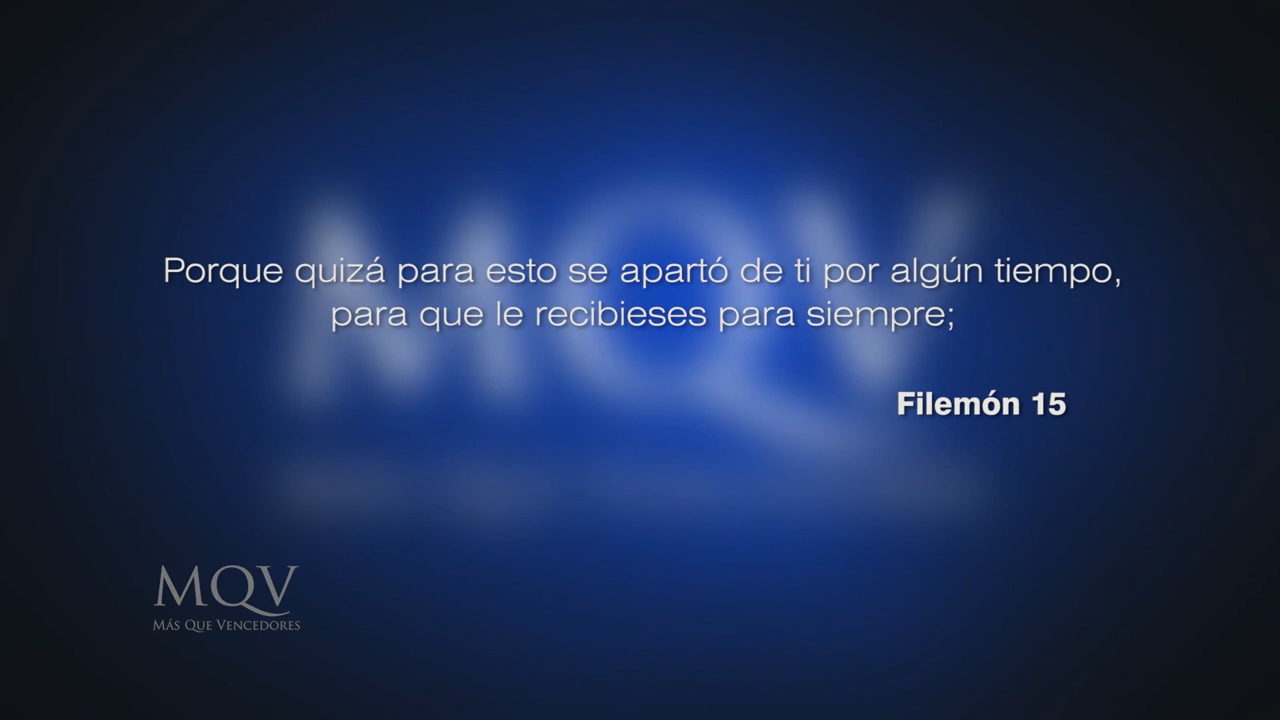 Porque quizá para esto se apartó de ti por algún tiempo,
para que le recibieses para siempre;
Filemón 15
MQV
MQV
MÁS QUE VENCEDORES